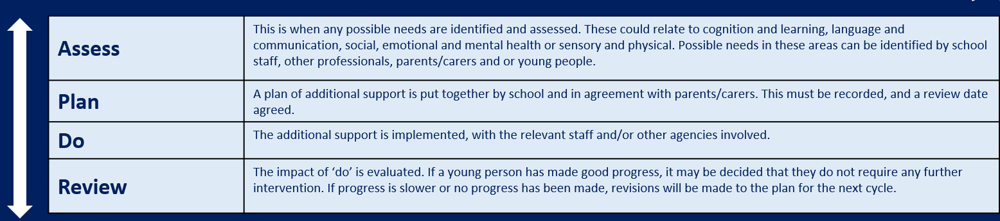 Assess
This is when any possible needs are identified and assessed. These could relate to cognition and learning, language and
communication, social, emotional and mental health or sensory and physical. Possible needs in these areas can be identified by school
staff, other professionals, parents/carers and or young people.
Plan
A plan of additional support is put together by school and in agreement with parents/carers. This must be recorded, and a review date
agreed.
Do
The additional support is implemented, with the relevant staff and/or other agencies involved.
Review
The impact of ‘do’ is evaluated. If a young person has made good progress, it may be decided that they do not require any further
intervention. If progress is slower or no progress has been made, revisions will be made to the plan for the next cycle.